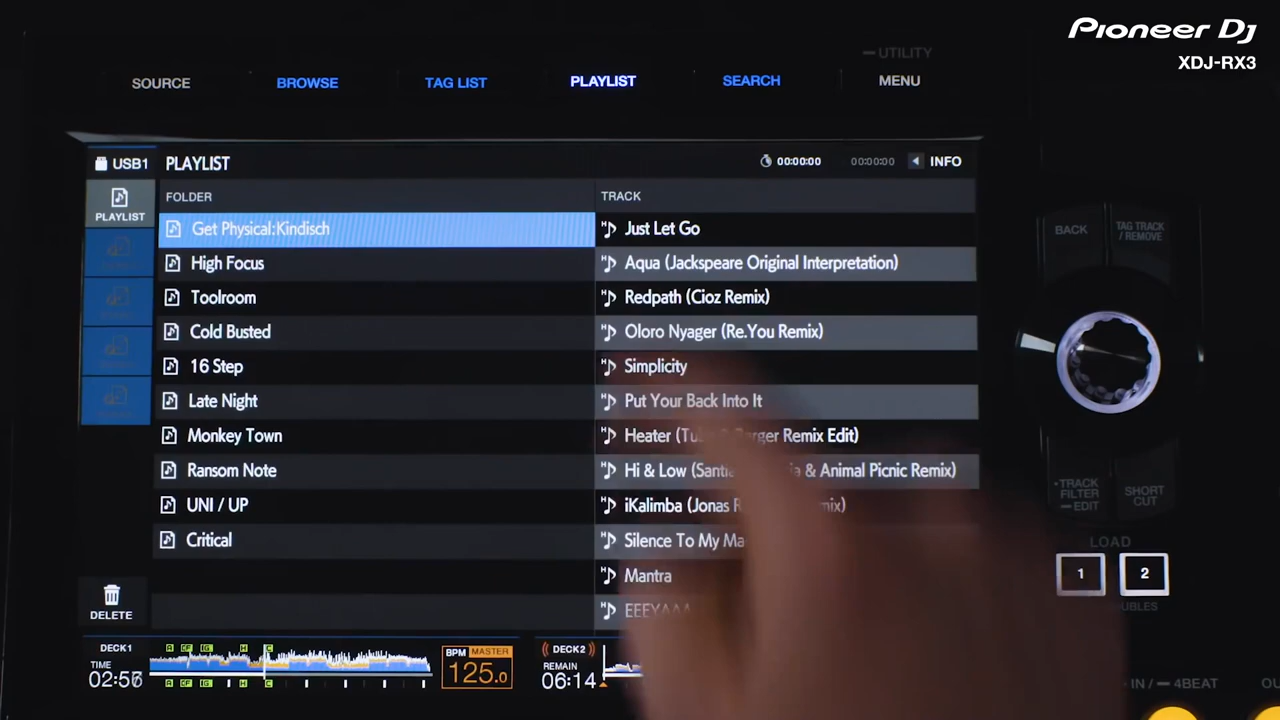 Pioneer Dj
XDJ-RX3
UTILITY
SOURCE BROWSE TAG LIST PLAYLIST SEARCH MENU
USB1 PLAYLIST 00:00:00 00:00:00 INFO
PLAYLIST
FOLDER TRACK
Get Physical:Kindisch Just Let Go
High Focus Aqua (Jackspeare Original Interpretation)
Toolroom Redpath (Cioz Remix)
Cold Busted Oloro Nyager (Re.You Remix)
16 Step Simplicity
Late Night Put Your Back Into It
Monkey Town Heater ( Remix Edit)
Ransom Note Hi & Low ( & Animal Picnic Remix)
UNI / UP iKalimba (Jonas
Critical Silence To My
Mantra
EEEYAAA
DELETE
BACK
TAG TRACK
/ REMOVE
TRACK
FILTER
EDIT
SHORT
CUT
LOAD
1 2
DECK1
TIME
02:56
A CF IG H C
BPM MASTER
125.0
DECK2
REMAIN
06:14
IN / 4BEAT